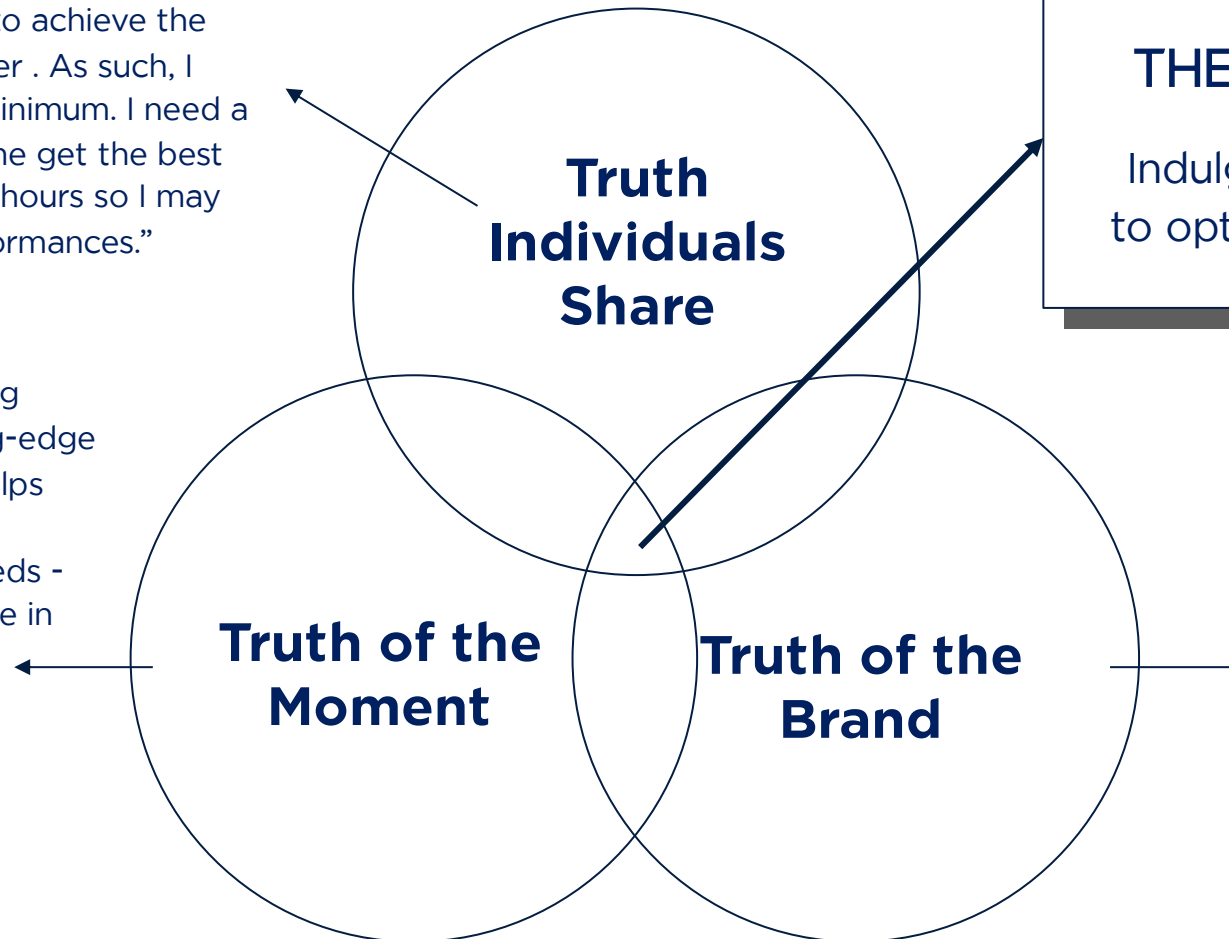 to achieve the
er . As such, I
inimum. I need a
ne get the best
hours so I may
ormances.”
g
g-edge
lps
eds -
e in
Truth
Individuals
Share
Truth of the
Moment
Truth of the
Brand
THE
Indulg
to opt